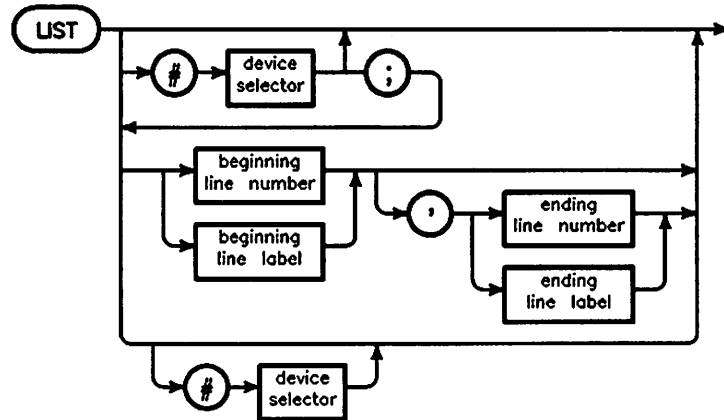 LIST
#
device
selector
;
beginning
line number
beginning
line label
,
ending
line number
ending
line label
#
device
selector